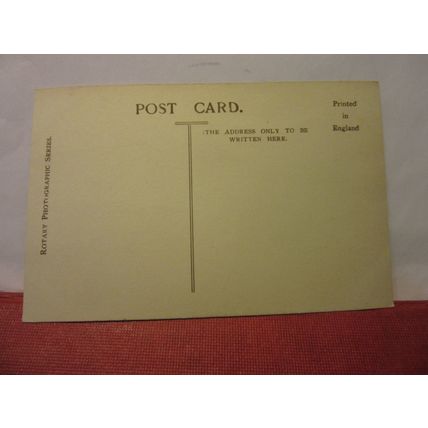 POST CARD.
Printed
in
England
THE ADDRESS ONLY TO BE
WRITTEN HERE.
ROTARY PHOTOGRAPHIC SERIES.